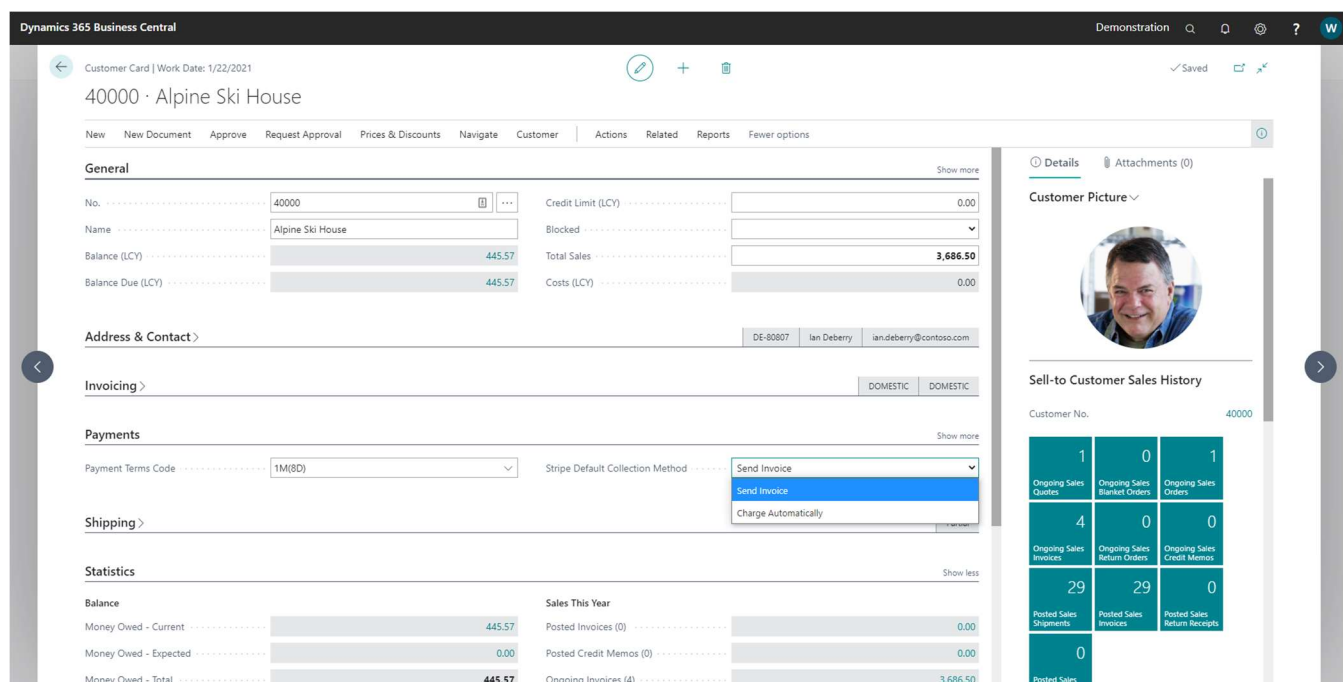 Dynamics 365 Business Central
Demonstration
?
W
Customer Card | Work Date: 1/22/2021
Saved
40000 · Alpine Ski House
New New Document Approve Request Approval Prices & Discounts Navigate Customer Actions Related Reports Fewer options
General
Show more
No. 40000
Name Alpine Ski House
Balance (LCY) 445.57
Balance Due (LCY) 445.57
Credit Limit (LCY) 0.00
Blocked
Total Sales 3,686.50
Costs (LCY) 0.00
Address & Contact
DE-80807 Ian Deberry ian.deberry@contoso.com
Invoicing
DOMESTIC DOMESTIC
Payments
Show more
Payment Terms Code 1M(8D)
Stripe Default Collection Method Send Invoice
Send Invoice
Charge Automatically
Shipping
Statistics
Show less
Balance
Money Owed - Current 445.57
Money Owed - Expected 0.00
Money Owed - Total 445.57
Sales This Year
Posted Invoices (0) 0.00
Posted Credit Memos (0) 0.00
Ongoing Invoices (4) 3,686.50
Details Attachments (0)
Customer Picture
Sell-to Customer Sales History
Customer No. 40000
1
Ongoing Sales
Quotes
0
Ongoing Sales
Blanket Orders
1
Ongoing Sales
Orders
4
Ongoing Sales
Invoices
0
Ongoing Sales
Return Orders
0
Ongoing Sales
Credit Memos
29
Posted Sales
Shipments
29
Posted Sales
Invoices
0
Posted Sales
Return Receipts
0
Posted Sales